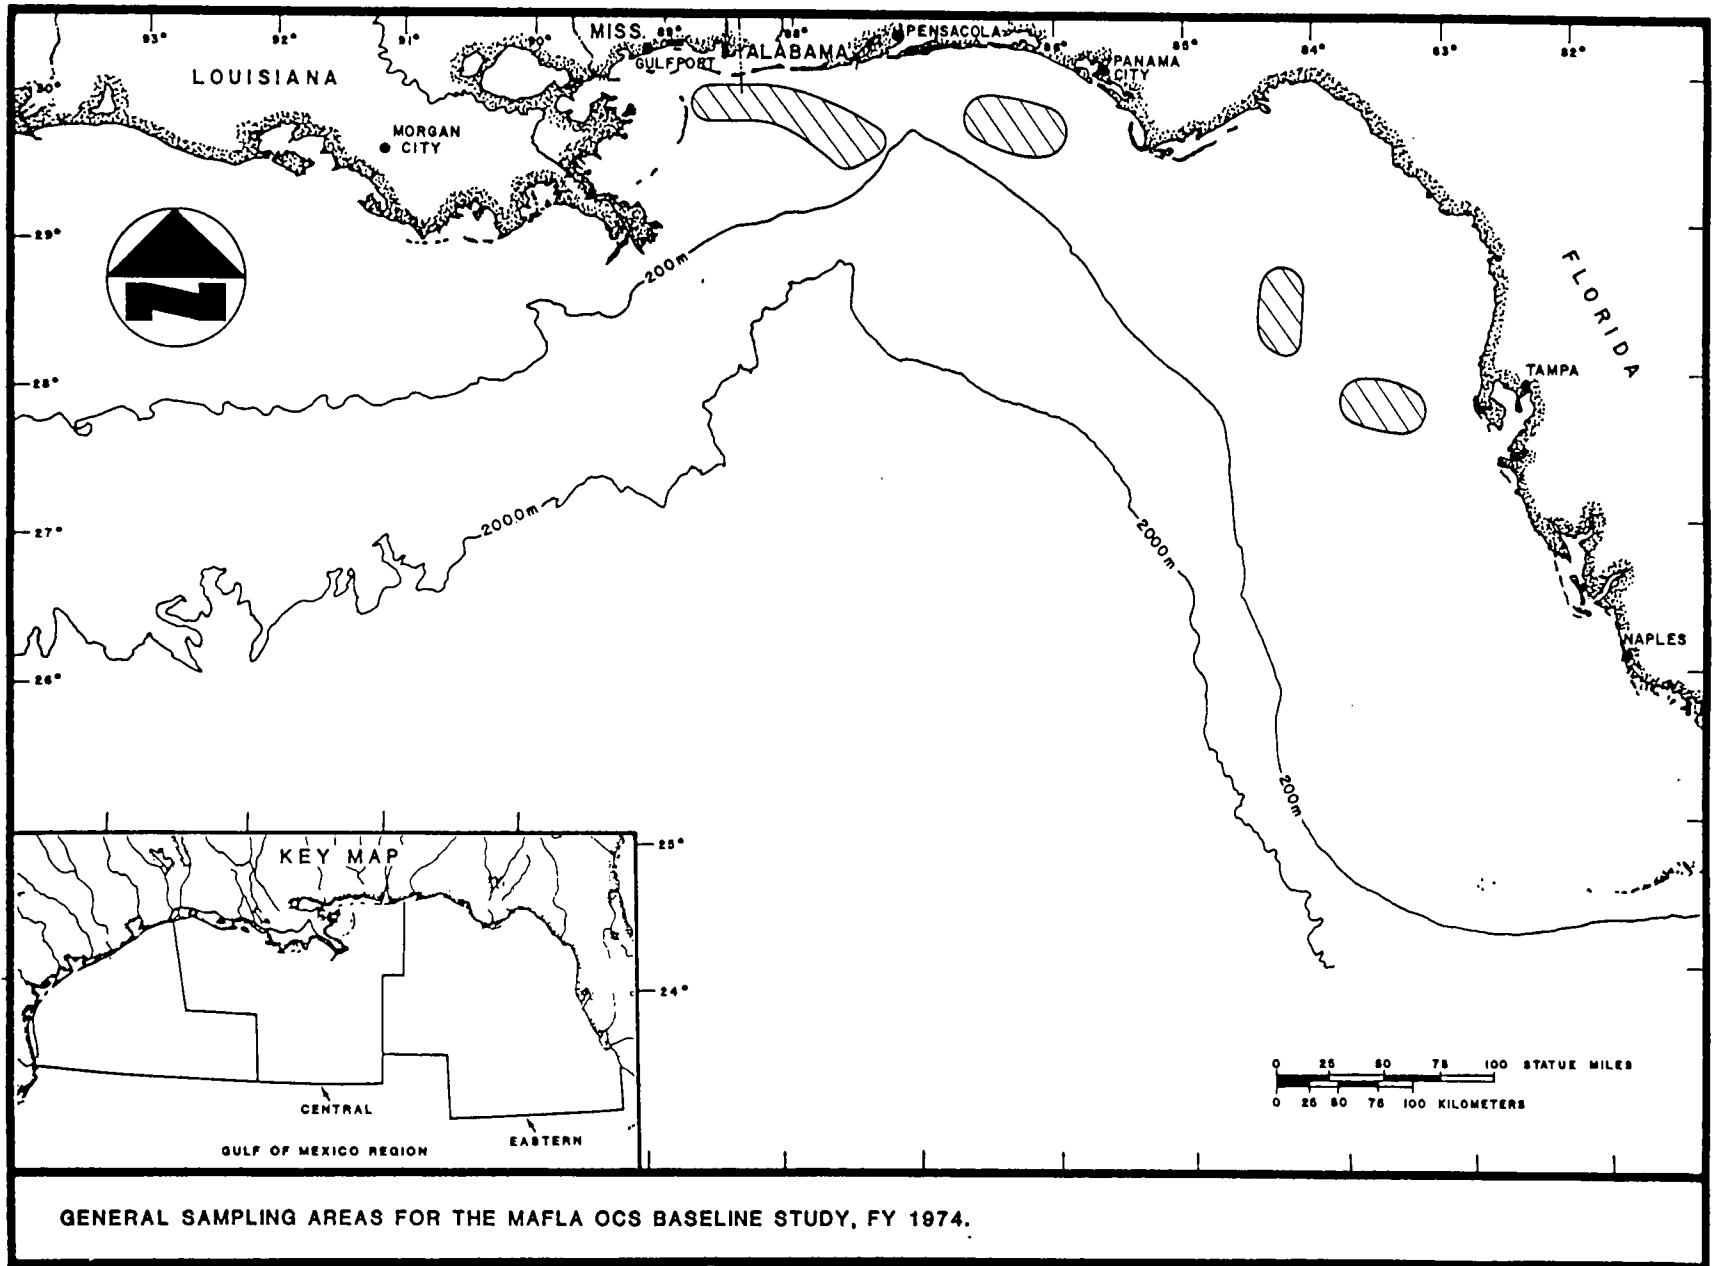 93° 92° 91° 90° MISS. 89° 88° PENSACOLA 86° 85° 84° 83° 82°
GULFPORT ALABAMA
PANAMA
CITY
LOUISIANA
30°
MORGAN
CITY
29°
200m
FLORIDA
28°
TAMPA
27°
2000m
2000m
NAPLES
26°
200m
KEY MAP
25°
24°
CENTRAL
EASTERN
GULF OF MEXICO REGION
0 25 50 75 100 STATUE MILES
0 25 50 75 100 KILOMETERS
N
GENERAL SAMPLING AREAS FOR THE MAFLA OCS BASELINE STUDY, FY 1974.